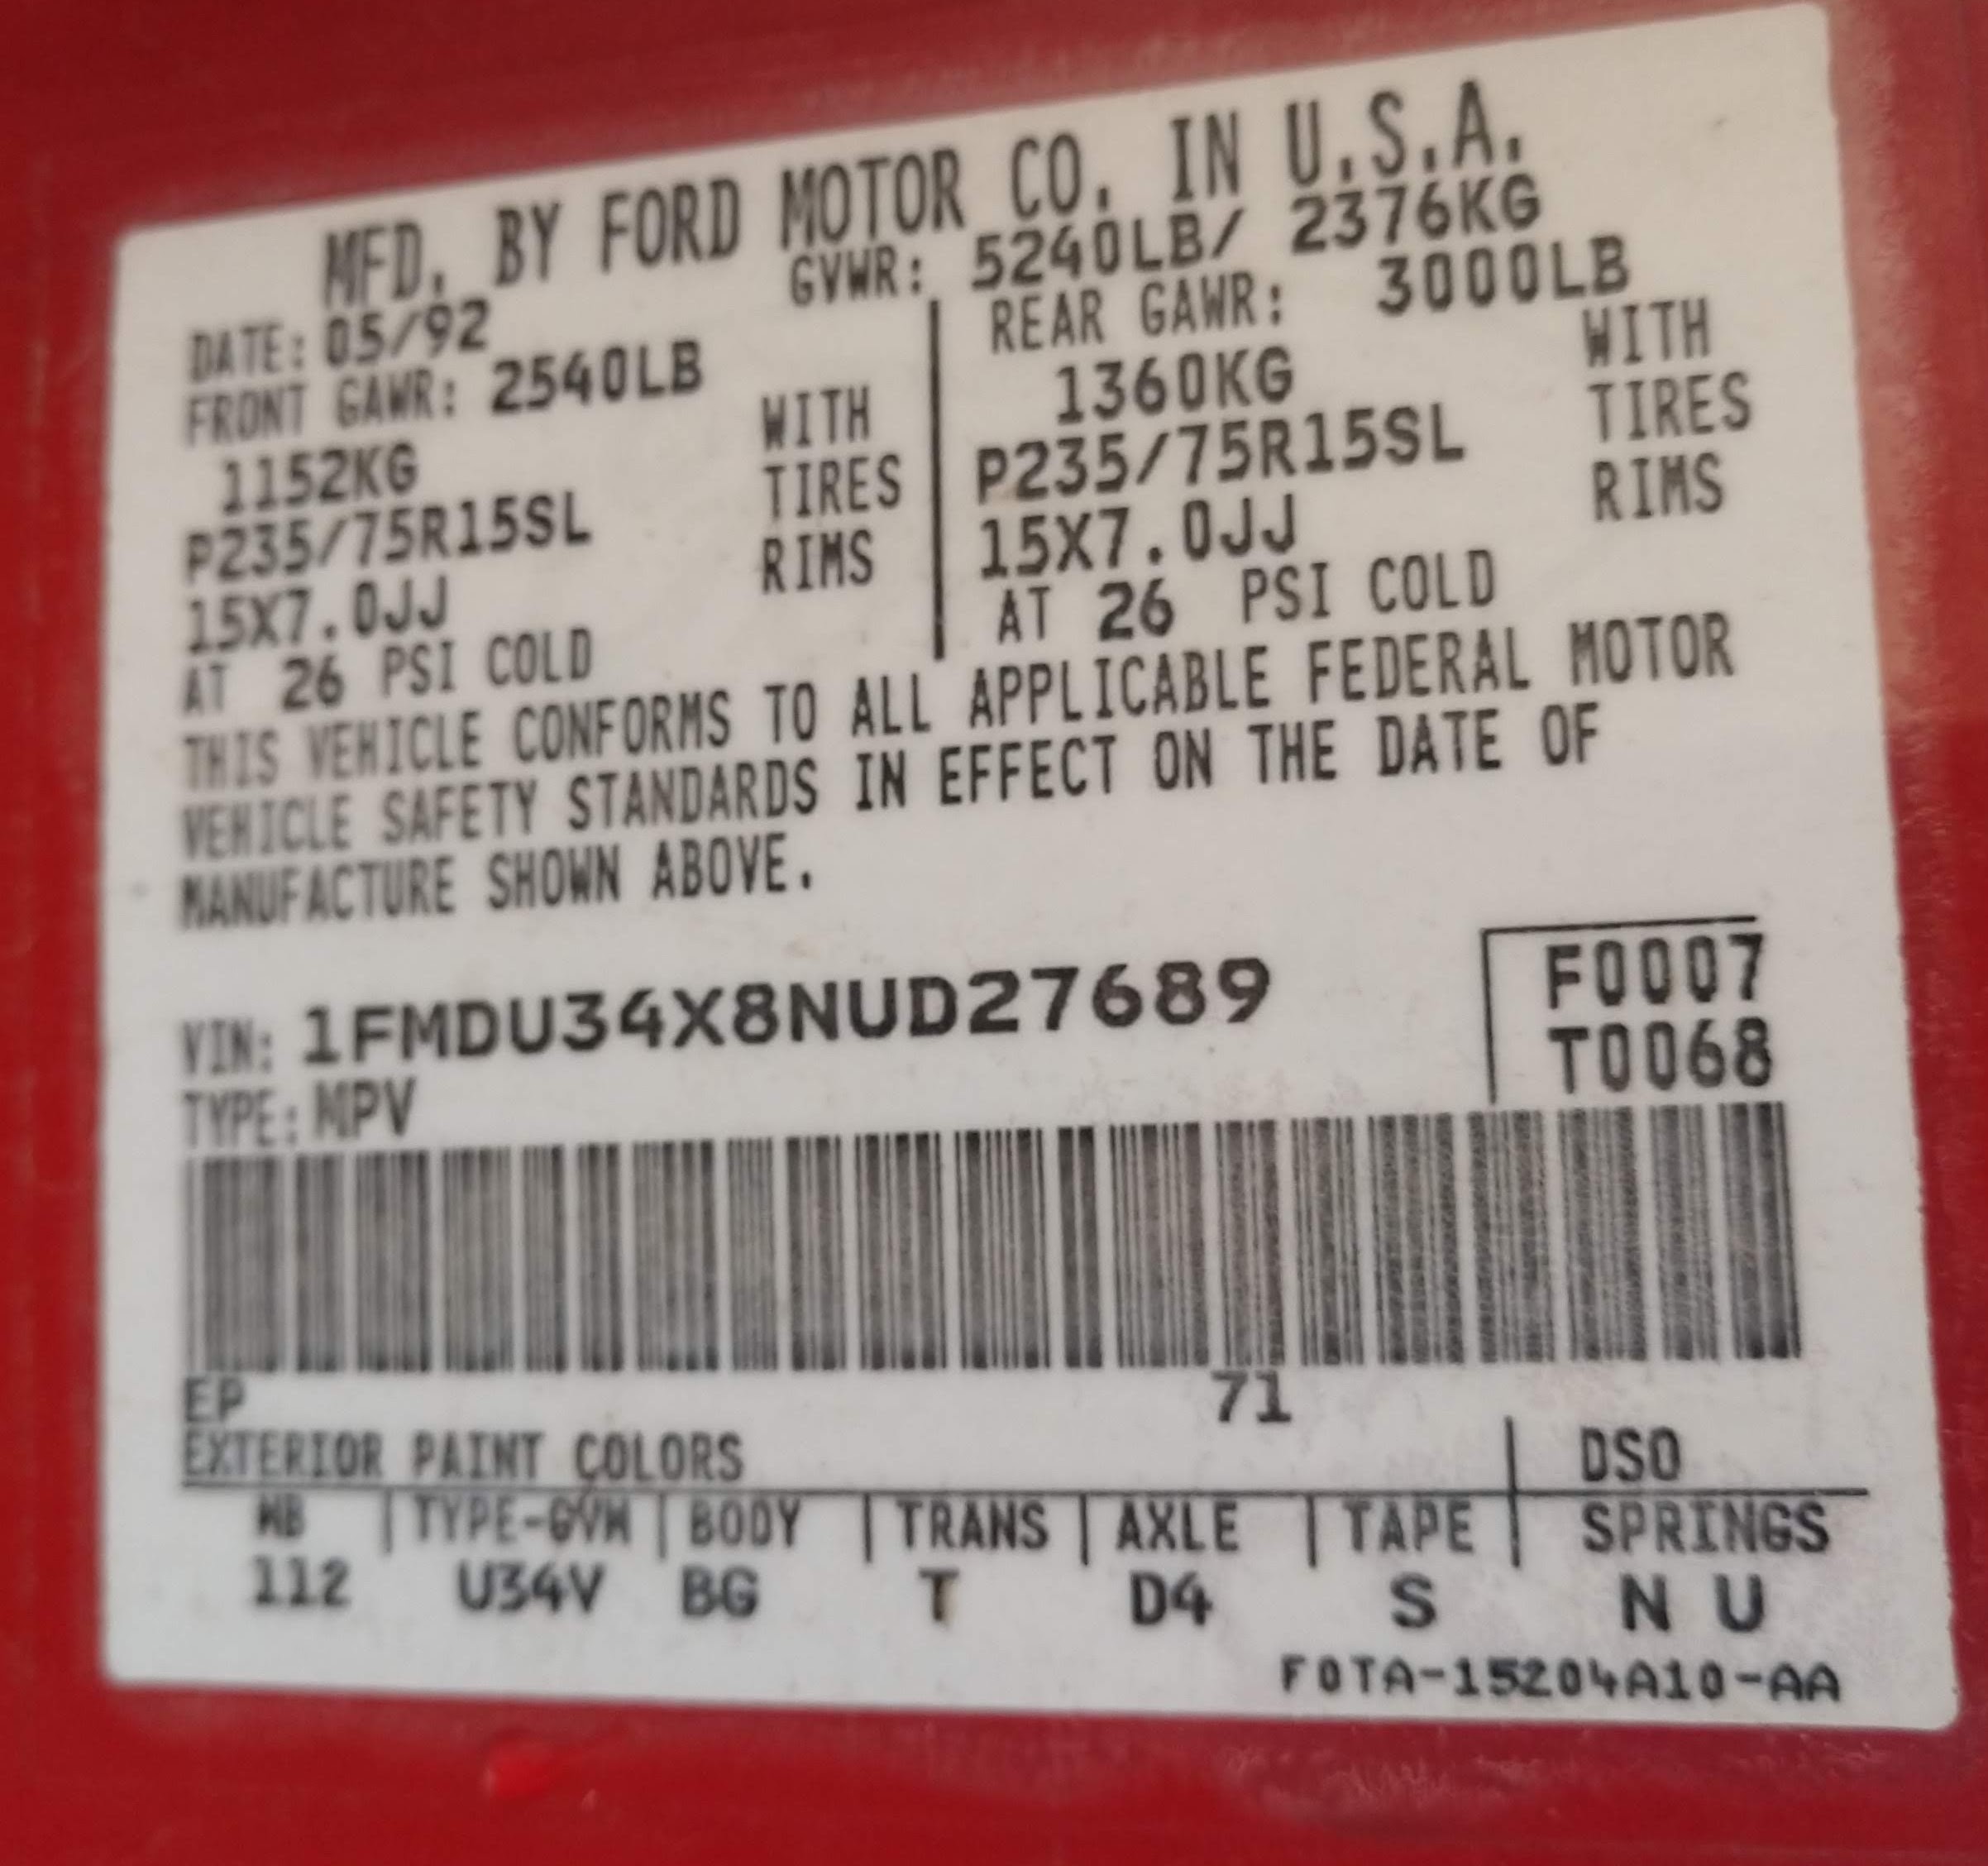 MFD. BY FORD MOTOR CO. IN U.S.A.
DATE: 05/92
GVWR: 5240LB/ 2376KG
FRONT GAWR: 2540LB
1152KG WITH
P235/75R15SL TIRES
15X7.0JJ RIMS
AT 26 PSI COLD
REAR GAWR: 3000LB
1360KG WITH
P235/75R15SL TIRES
15X7.0JJ RIMS
AT 26 PSI COLD
THIS VEHICLE CONFORMS TO ALL APPLICABLE FEDERAL MOTOR
VEHICLE SAFETY STANDARDS IN EFFECT ON THE DATE OF
MANUFACTURE SHOWN ABOVE.
VIN: 1FMDU34X8NUD27689
F0007
TYPE: MPV
T0068
EP 71
EXTERIOR PAINT COLORS DSO
WB TYPE-GVW BODY TRANS AXLE TAPE SPRINGS
112 U34V BG T D4 S N U
F0TA-15204A10-AA